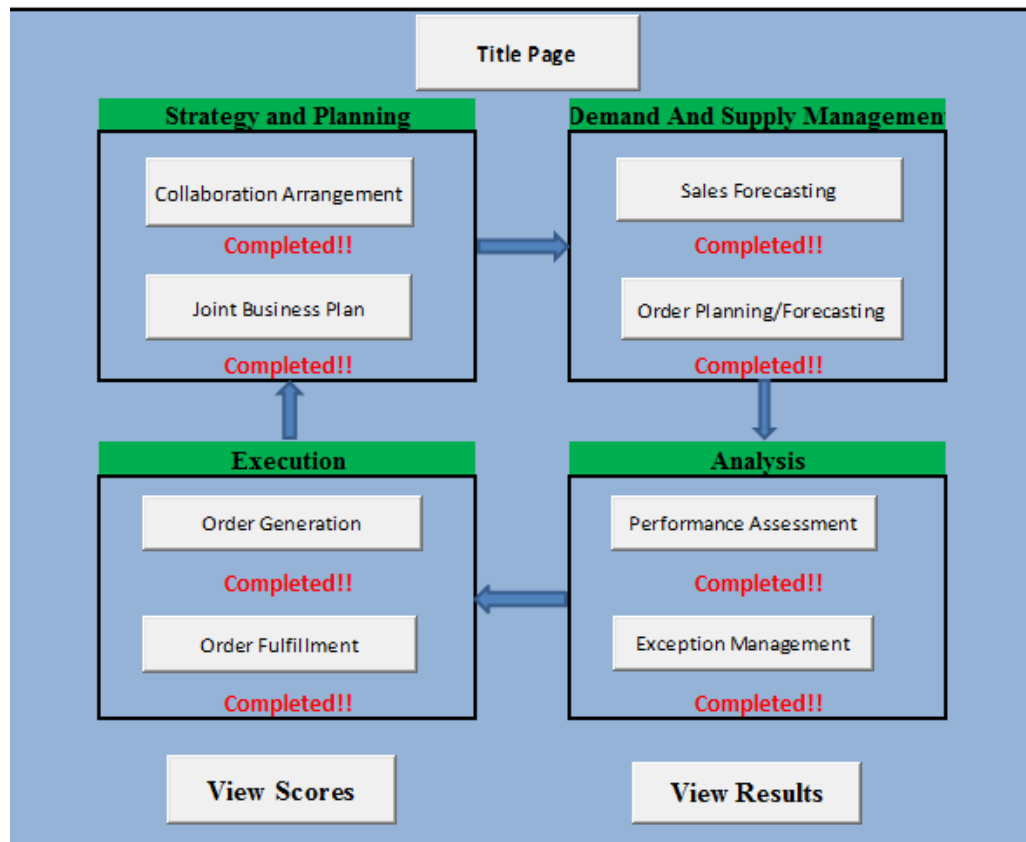 Title Page
Strategy and Planning
Collaboration Arrangement
Completed!!
Joint Business Plan
Completed!!
Demand And Supply Managemen
Sales Forecasting
Completed!!
Order Planning/Forecasting
Completed!!
Execution
Order Generation
Completed!!
Order Fulfillment
Completed!!
Analysis
Performance Assessment
Completed!!
Exception Management
Completed!!
View Scores
View Results